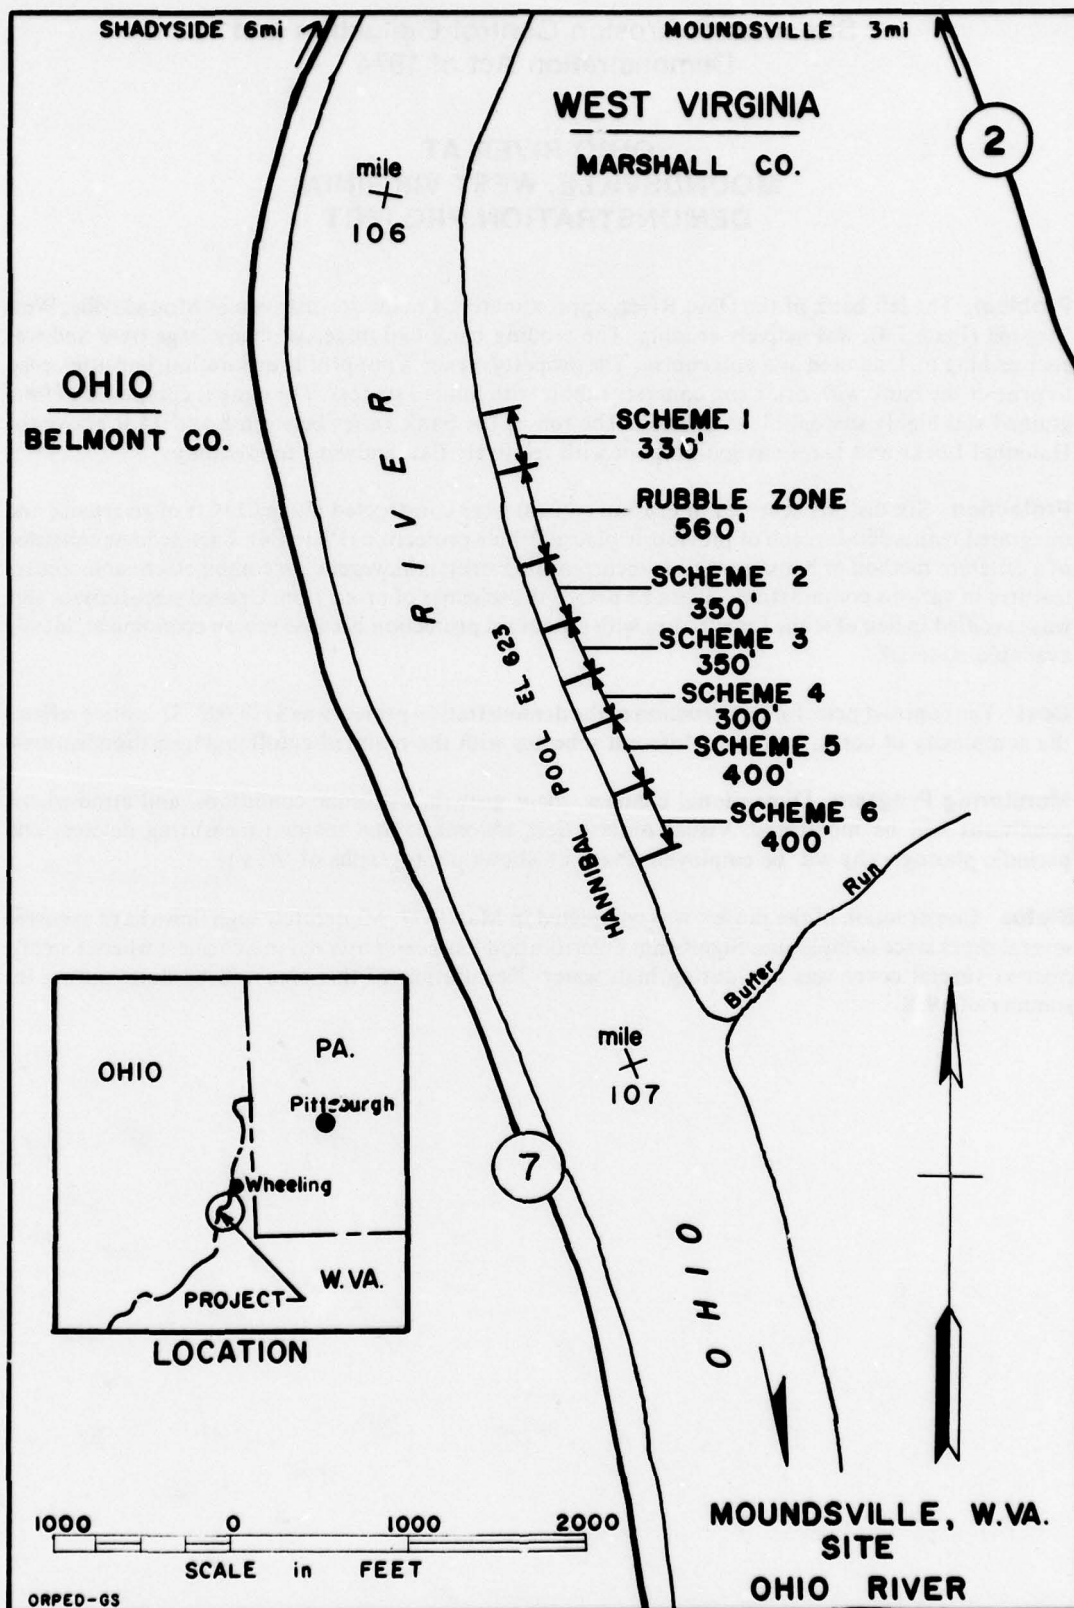 SHADYSIDE 6mi
MOUNDSVILLE 3mi
WEST VIRGINIA
MARSHALL CO.
2
mile
106
OHIO
BELMONT CO.
RIVER
SCHEME 1
330'
RUBBLE ZONE
560'
SCHEME 2
350'
SCHEME 3
350'
SCHEME 4
300'
SCHEME 5
400'
SCHEME 6
400'
HANNIBAL POOL EL 623
Butter Run
mile
107
7
OHIO
PA.
OHIO
Pittsburgh
Wheeling
W.VA.
PROJECT
LOCATION
1000 0 1000 2000
SCALE in FEET
ORPED-GS
MOUNDSVILLE, W.VA.
SITE
OHIO RIVER